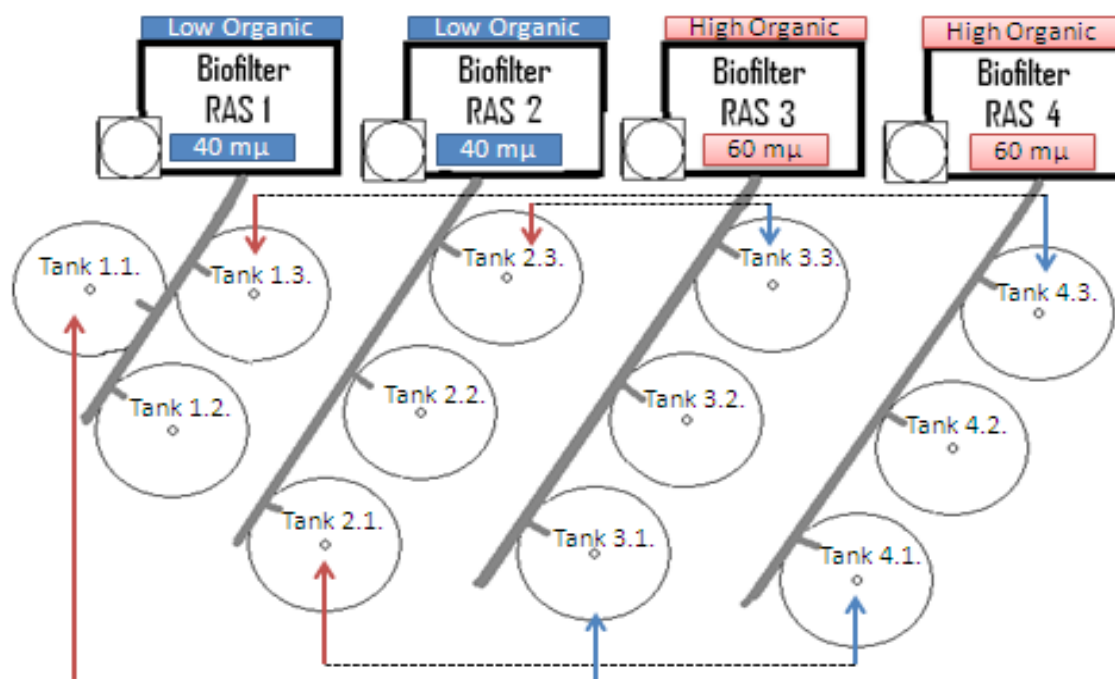 Low Organic
Biofilter
RAS 1
40 mµ
Low Organic
Biofilter
RAS 2
40 mµ
High Organic
Biofilter
RAS 3
60 mµ
High Organic
Biofilter
RAS 4
60 mµ
Tank 1.1.
Tank 1.3.
Tank 1.2.
Tank 2.3.
Tank 2.2.
Tank 2.1.
Tank 3.3.
Tank 3.2.
Tank 3.1.
Tank 4.3.
Tank 4.2.
Tank 4.1.